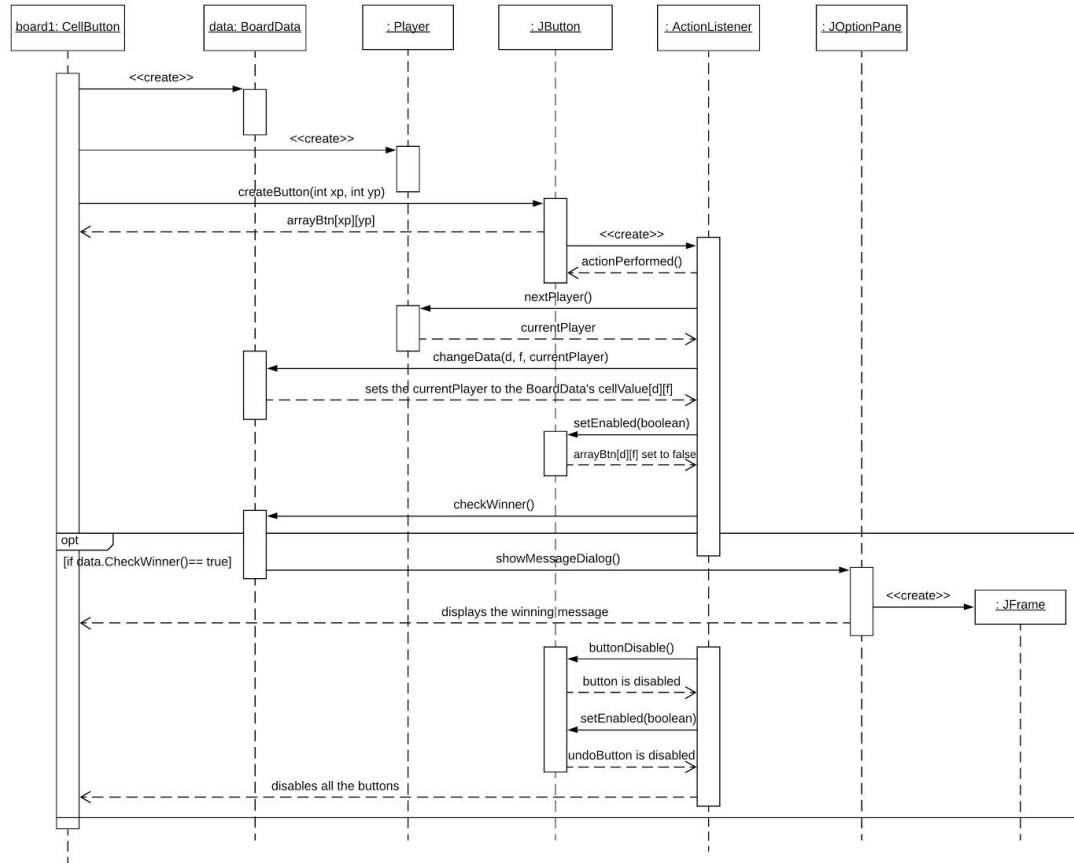 board1: CellButton
data: BoardData
: Player
: JButton
: ActionListener
: JOptionPane
<<create>>
<<create>>
createButton(int xp, int yp)
arrayBtn[xp][yp]
<<create>>
actionPerformed()
nextPlayer()
currentPlayer
changeData(d, f, currentPlayer)
sets the currentPlayer to the BoardData's cellValue[d][f]
setEnabled(boolean)
arrayBtn[d][f] set to false
checkWinner()
opt
[if data.CheckWinner()== true]
showMessageDialog()
<<create>>
: JFrame
displays the winning message
buttonDisable()
button is disabled
setEnabled(boolean)
undoButton is disabled
disables all the buttons